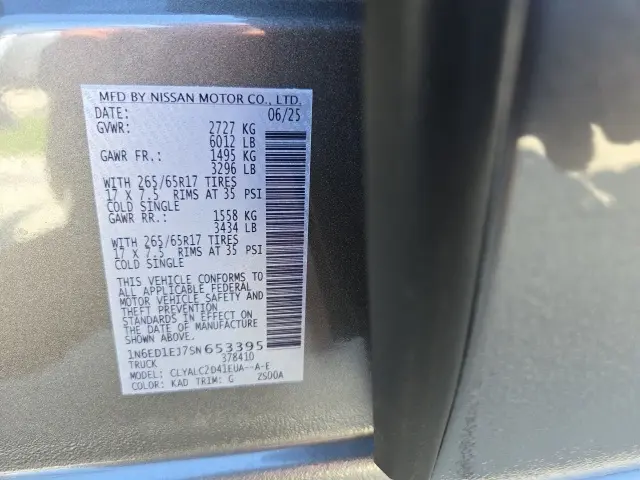 MFD BY NISSAN MOTOR CO., LTD.
DATE: 06/25
GVWR: 2727 KG
6012 LB
GAWR FR.: 1495 KG
3296 LB
WITH 265/65R17 TIRES
17 X 7.5 RIMS AT 35 PSI
COLD SINGLE
GAWR RR.: 1558 KG
3434 LB
WITH 265/65R17 TIRES
17 X 7.5 RIMS AT 35 PSI
COLD SINGLE
THIS VEHICLE CONFORMS TO
ALL APPLICABLE FEDERAL
MOTOR VEHICLE SAFETY AND
THEFT PREVENTION
STANDARDS IN EFFECT ON
THE DATE OF MANUFACTURE
SHOWN ABOVE.
1N6ED1EJ7SN653395
TRUCK 378410
MODEL: CLYALC2D41EUA--A-E
COLOR: KAD TRIM: G ZS00A